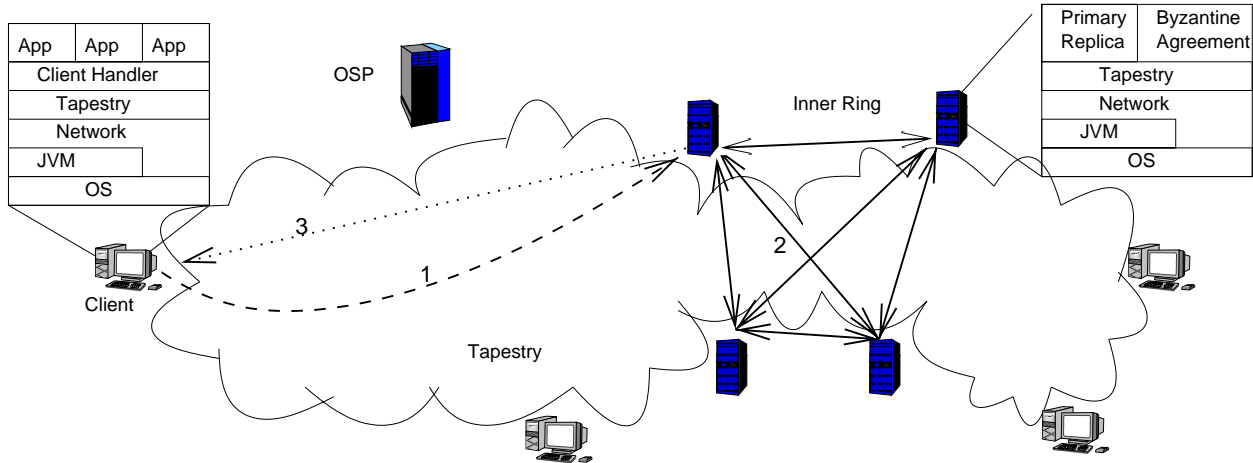 App App App
Client Handler
Tapestry
Network
JVM
OS
OSP
Primary Replica
Byzantine Agreement
Tapestry
Network
JVM
OS
Inner Ring
3
1
2
Client
Tapestry